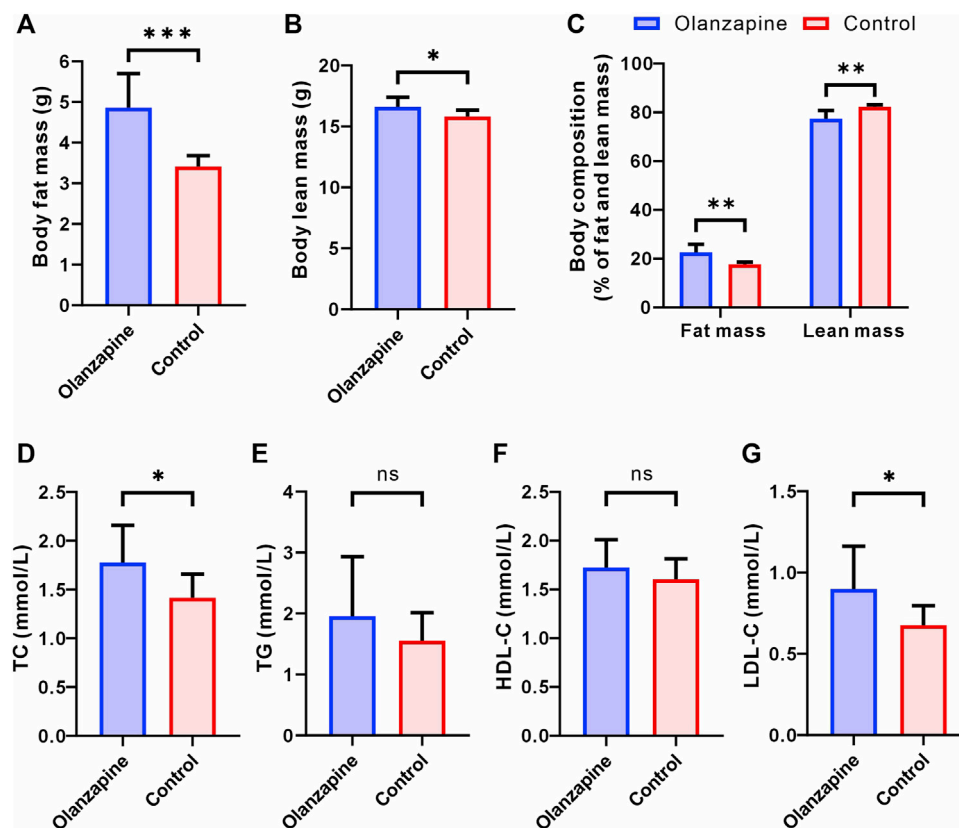 A
Body fat mass (g)
6
5
4
3
2
1
0
***
Olanzapine
Control
B
Body lean mass (g)
20
15
10
5
0
*
Olanzapine
Control
C
Olanzapine
Control
Body composition
(% of fat and lean mass)
100
80
60
40
20
0
**
**
Fat mass
Lean mass
D
TC (mmol/L)
2.5
2.0
1.5
1.0
0.5
0.0
*
Olanzapine
Control
E
TG (mmol/L)
4
3
2
1
0
ns
Olanzapine
Control
F
HDL-C (mmol/L)
2.5
2.0
1.5
1.0
0.5
0.0
ns
Olanzapine
Control
G
LDL-C (mmol/L)
1.5
1.0
0.5
0.0
*
Olanzapine
Control